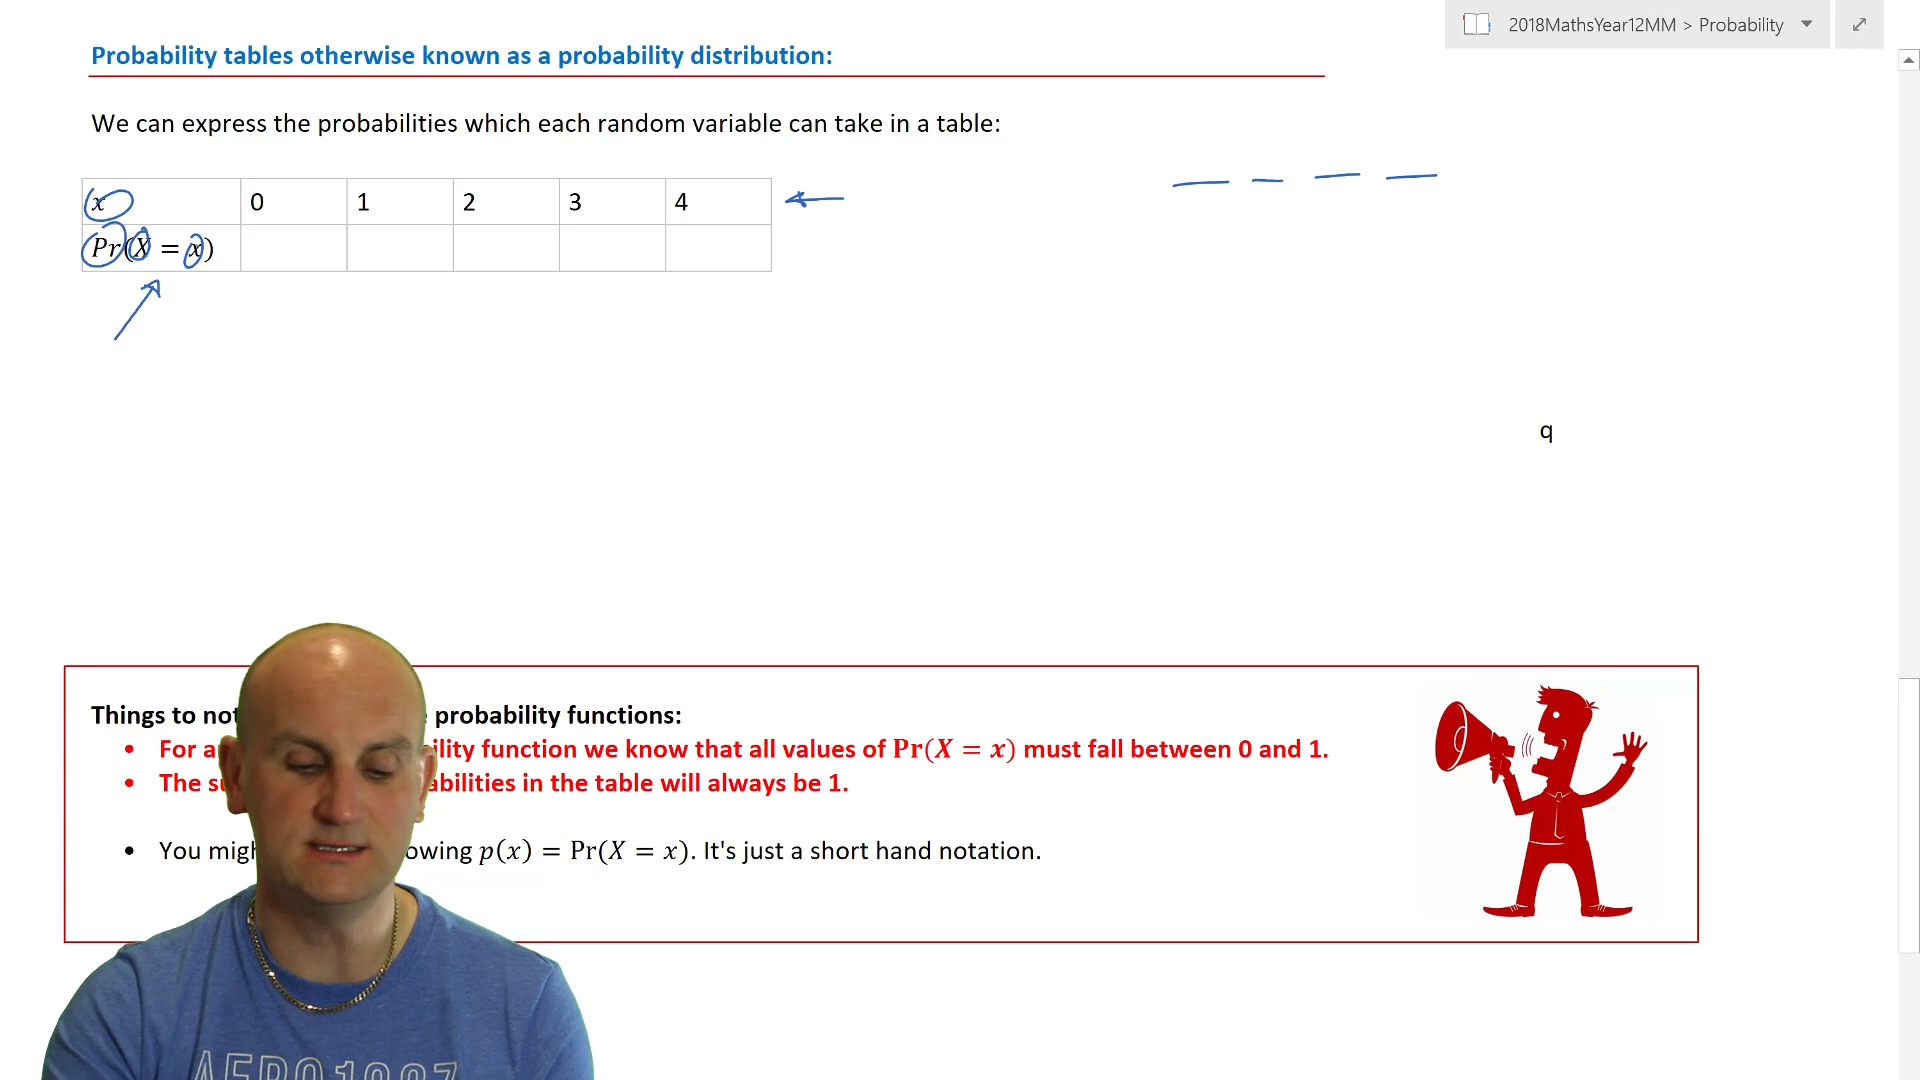 2018MathsYear12MM > Probability
Probability tables otherwise known as a probability distribution:
We can express the probabilities which each random variable can take in a table:
x 0 1 2 3 4
Pr(X = x)
q
Things to not probability functions:
For a ility function we know that all values of Pr(X = x) must fall between 0 and 1.
The su abilities in the table will always be 1.
You migh owing p(x) = Pr(X = x). It's just a short hand notation.